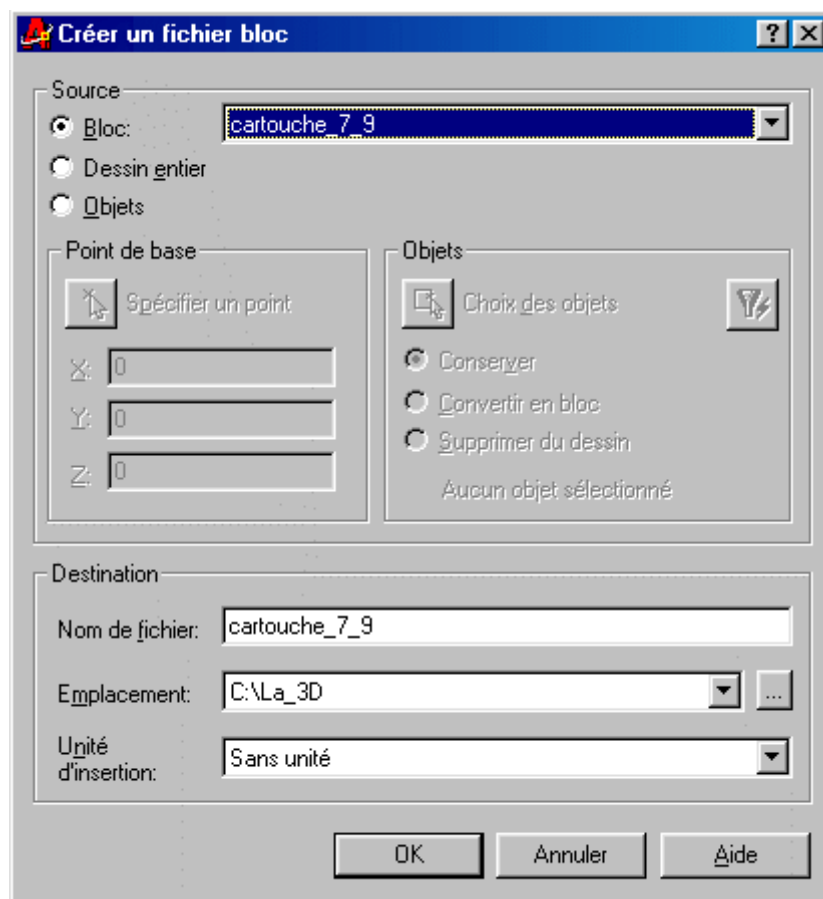 Créer un fichier bloc
? X
Source
Bloc: cartouche_7_9
Dessin entier
Objets
Point de base
Spécifier un point
X: 0
Y: 0
Z: 0
Objets
Choix des objets
Conserver
Convertir en bloc
Supprimer du dessin
Aucun objet sélectionné
Destination
Nom de fichier: cartouche_7_9
Emplacement: C:\La_3D ...
Unité
d'insertion: Sans unité
OK Annuler Aide